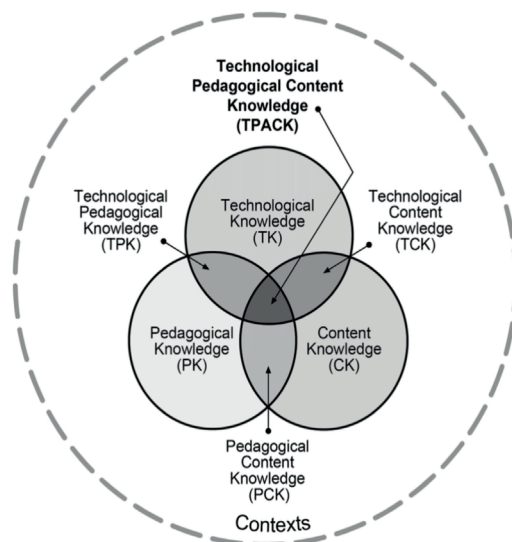 Technological
Pedagogical Content
Knowledge
(TPACK)
Technological
Pedagogical
Knowledge
(TPK)
Technological
Knowledge
(TK)
Technological
Content
Knowledge
(TCK)
Pedagogical
Knowledge
(PK)
Content
Knowledge
(CK)
Pedagogical
Content
Knowledge
(PCK)
Contexts